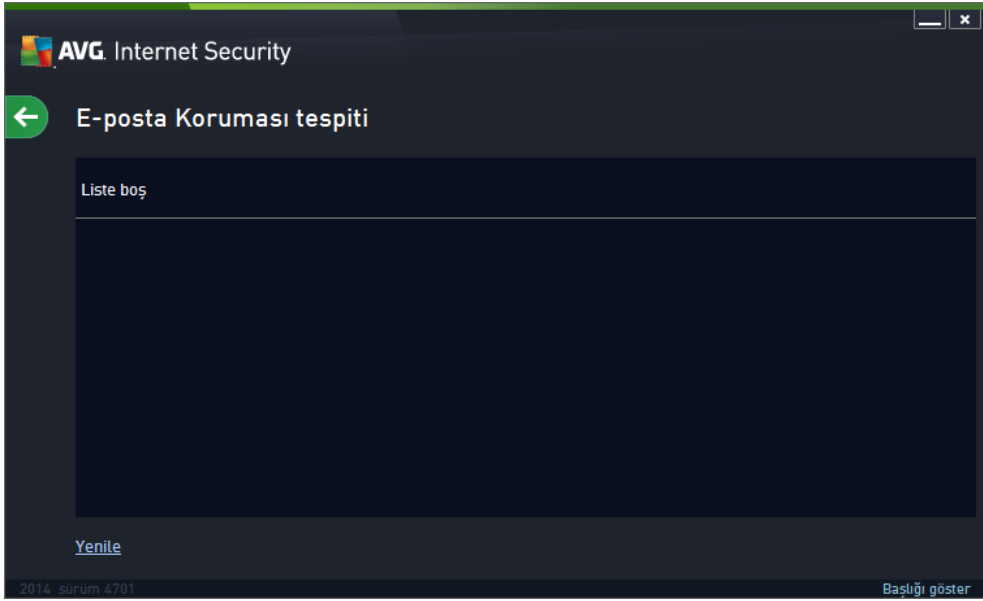 AVG. Internet Security
E-posta Koruması tespiti
Liste boş
Yenile
2014 sürüm 4701
Başlığı göster